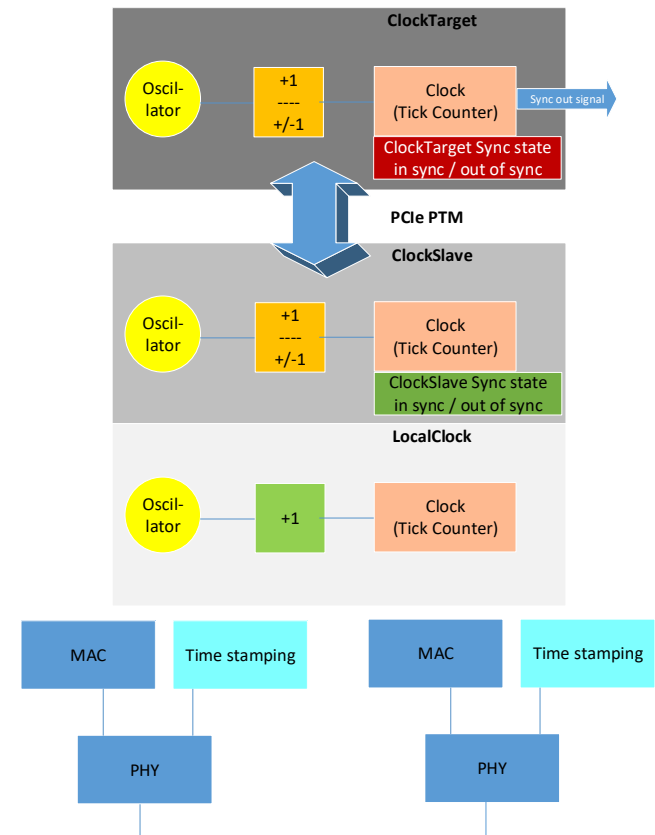 ClockTarget
Oscil-
lator
+1
----
+/-1
Clock
(Tick Counter)
Sync out signal
ClockTarget Sync state
in sync / out of sync
PCIe PTM
ClockSlave
Oscil-
lator
+1
----
+/-1
Clock
(Tick Counter)
ClockSlave Sync state
in sync / out of sync
LocalClock
Oscil-
lator
+1
Clock
(Tick Counter)
MAC
Time stamping
MAC
Time stamping
PHY
PHY